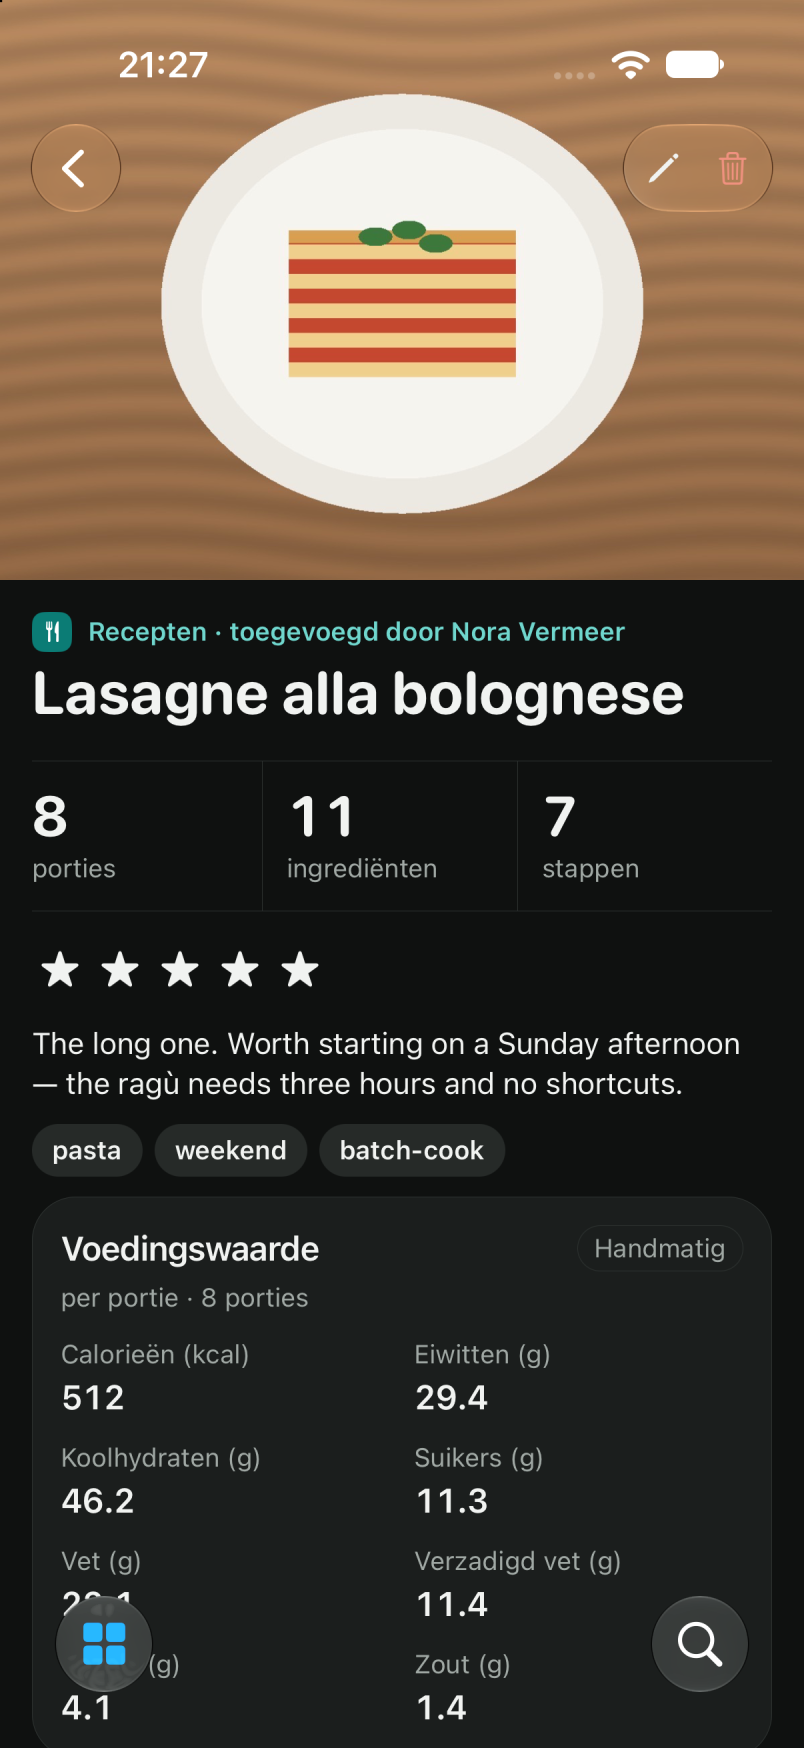 21:27
Recepten · toegevoegd door Nora Vermeer
Lasagne alla bolognese
8
porties
11
ingrediënten
7
stappen
The long one. Worth starting on a Sunday afternoon
— the ragù needs three hours and no shortcuts.
pasta
weekend
batch-cook
Voedingswaarde
Handmatig
per portie · 8 porties
Calorieën (kcal)
Eiwitten (g)
512
29.4
Koolhydraten (g)
Suikers (g)
46.2
11.3
Vet (g)
Verzadigd vet (g)
11.4
(g)
Zout (g)
4.1
1.4